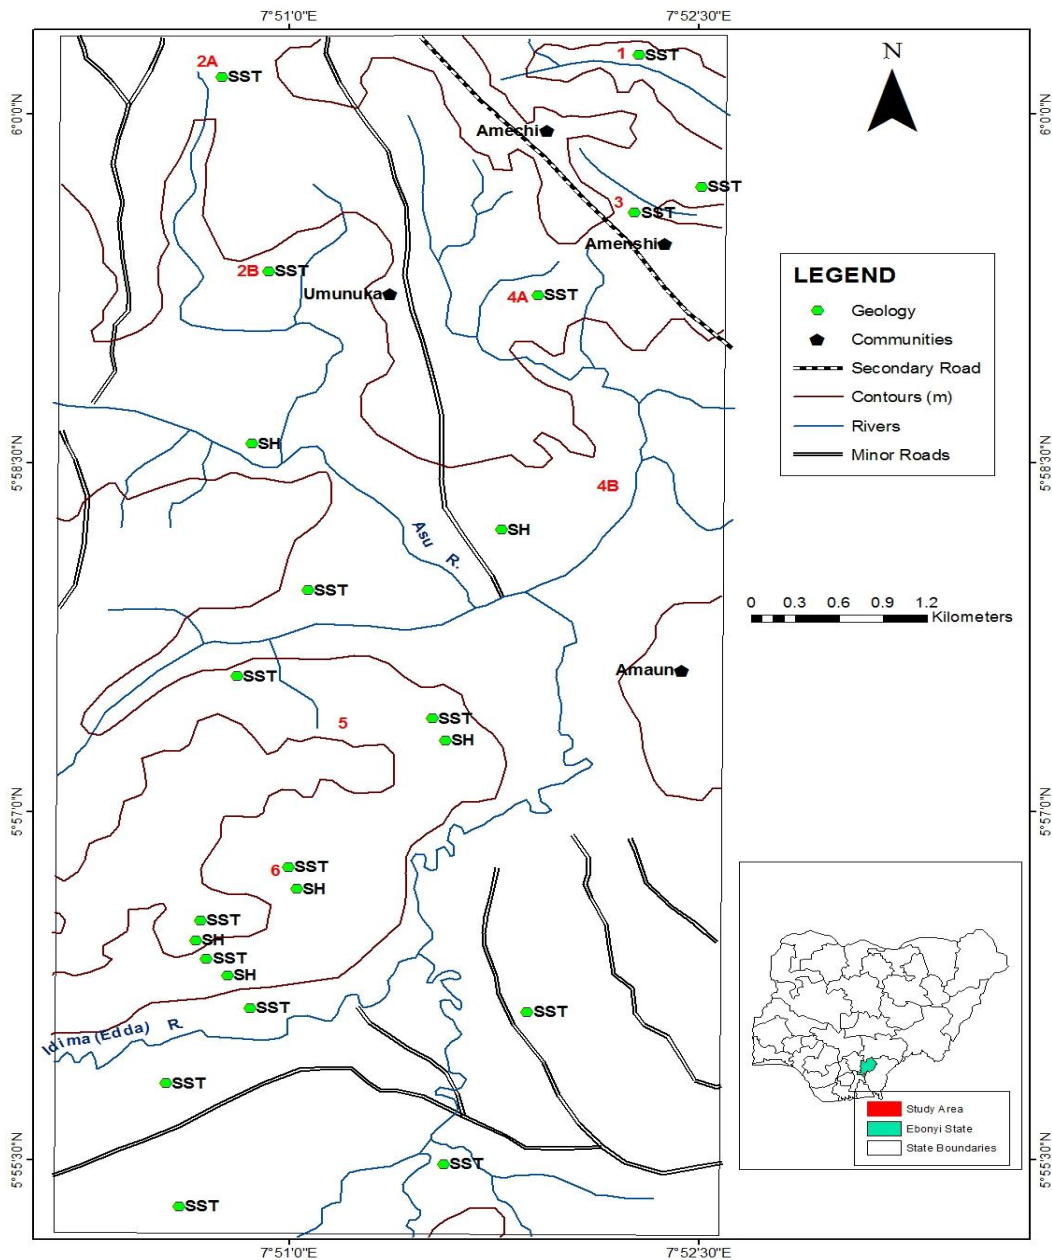 7°51'0"E
7°52'30"E
6°0'0"N
6°0'0"N
2A
SST
1
SST
N
Amechi
SST
3
SST
Amenshi
2B
SST
Umunuka
4A
SST
LEGEND
Geology
Communities
Secondary Road
Contours (m)
Rivers
Minor Roads
SH
5°58'30"N
5°58'30"N
4B
SH
Asu R.
SST
0 0.3 0.6 0.9 1.2
Kilometers
Amaun
SST
SST
5
SH
5°57'0"N
5°57'0"N
6
SST
SH
SST
SH
SST
SH
SST
SST
Idima (Edda) R.
SST
5°55'30"N
5°55'30"N
SST
SST
Study Area
Ebonyi State
State Boundaries
7°51'0"E
7°52'30"E